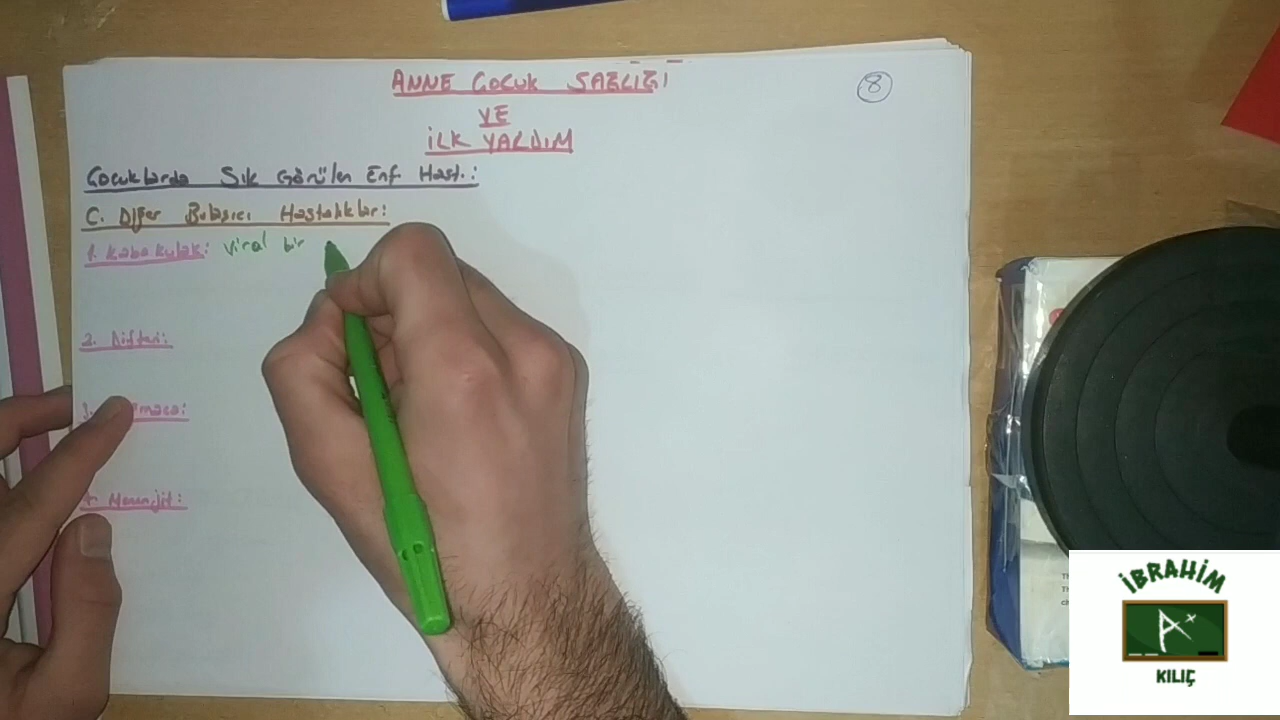 ANNE ÇOCUK SAĞLIĞI
8
VE
İLK YARDIM
Çocuklarda Sık Görülen Enf. Hast.:
C. Diğer Bulaşıcı Hastalıklar:
1. Kabakulak: viral bir
2. Difteri:
3.
4. Menenjit:
İBRAHİM
A+
KILIÇ